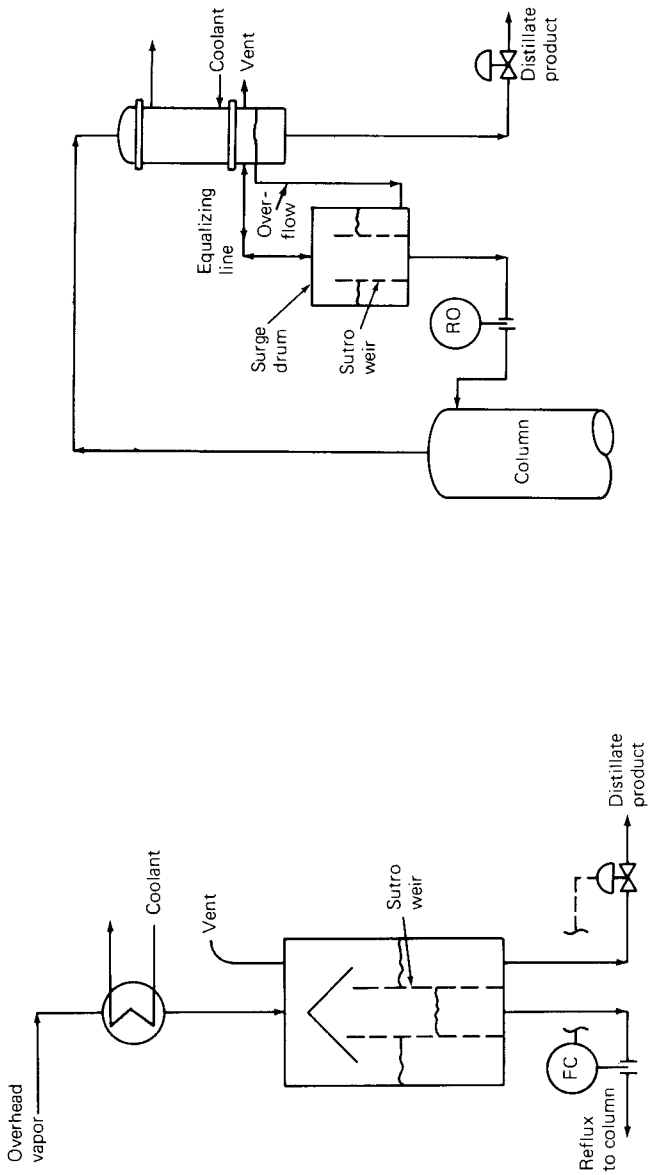 Overhead
vapor
Coolant
Vent
Sutro
weir
FC
Reflux
to column
Distillate
product
Coolant
Vent
Equalizing
line
Over-
flow
Surge
drum
Sutro
weir
RO
Column
Distillate
product